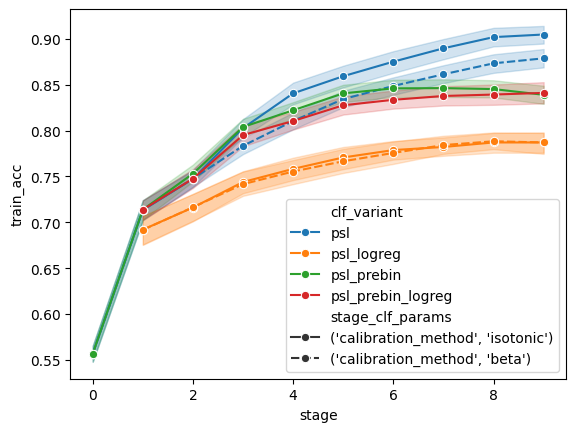 0.90
0.85
0.80
0.75
0.70
0.65
0.60
0.55
train_acc
clf_variant
psl
psl_logreg
psl_prebin
psl_prebin_logreg
stage_clf_params
('calibration_method', 'isotonic')
('calibration_method', 'beta')
0 2 4 6 8
stage